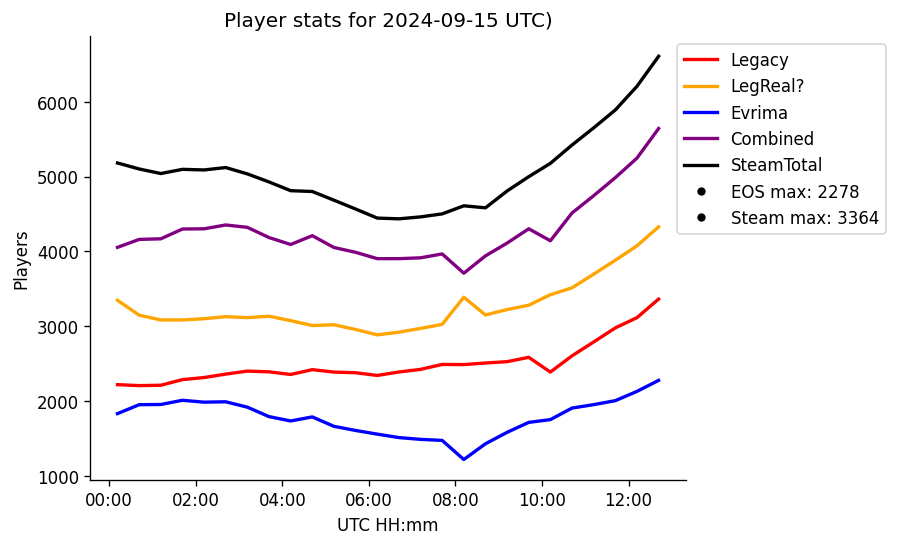 Player stats for 2024-09-15 UTC)
Legacy
LegReal?
Evrima
Combined
SteamTotal
EOS max: 2278
Steam max: 3364
Players
6000
5000
4000
3000
2000
1000
00:00 02:00 04:00 06:00 08:00 10:00 12:00
UTC HH:mm